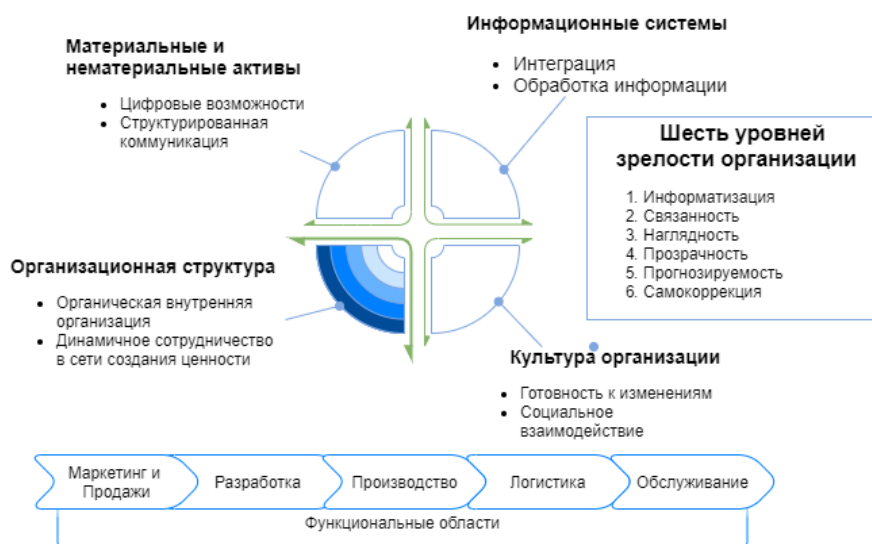 Материальные и
нематериальные активы
• Цифровые возможности
• Структурированная
коммуникация
Информационные системы
• Интеграция
• Обработка информации
Шесть уровней
зрелости организации
1. Информатизация
2. Связанность
3. Наглядность
4. Прозрачность
5. Прогнозируемость
6. Самокоррекция
Организационная структура
• Органическая внутренняя
организация
• Динамичное сотрудничество
в сети создания ценности
Культура организации
• Готовность к изменениям
• Социальное
взаимодействие
Маркетинг и
Продажи
Разработка
Производство
Логистика
Обслуживание
Функциональные области